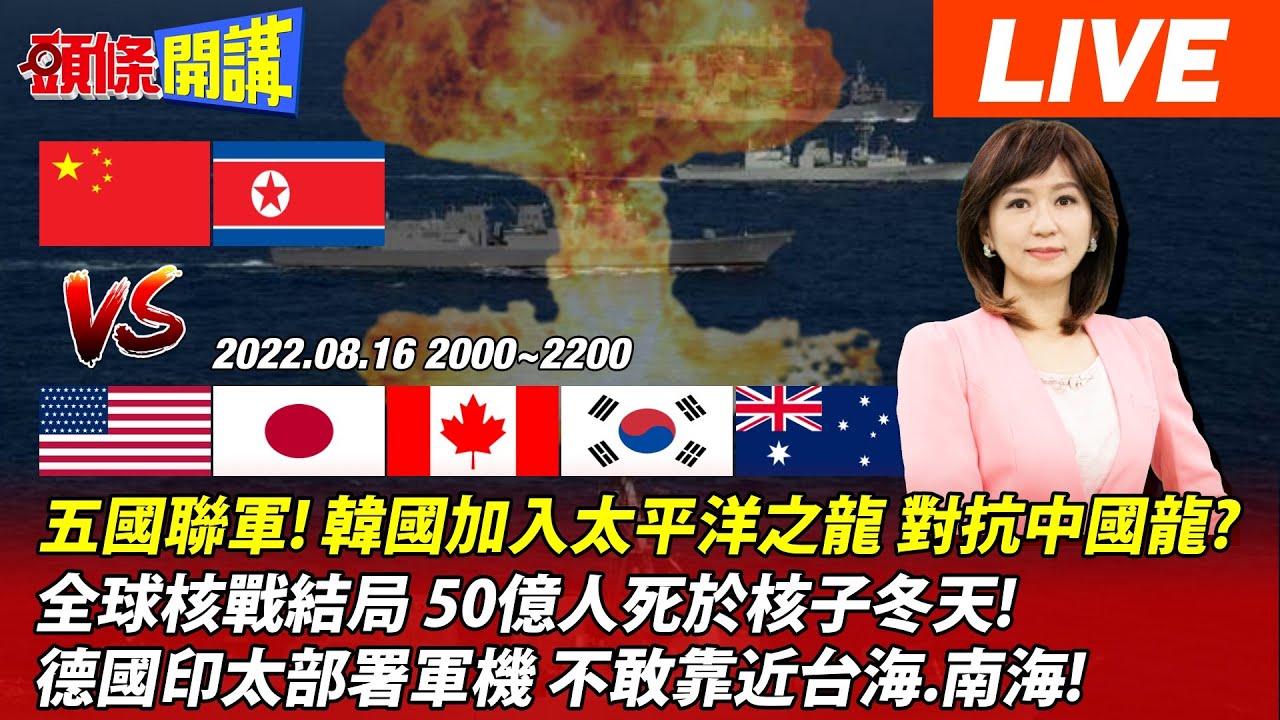 頭條開講
LIVE
VS
2022.08.16 2000~2200
五國聯軍! 韓國加入太平洋之龍 對抗中國龍?
全球核戰結局 50億人死於核子冬天!
德國印太部署軍機 不敢靠近台海.南海!